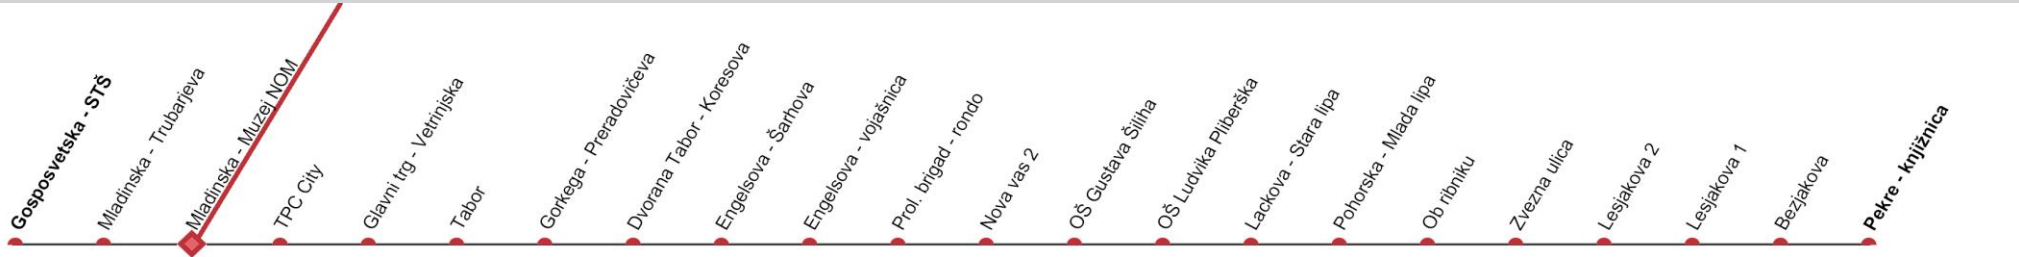 Gosposvetska - STŠ
Mladinska - Trubarjeva
Mladinska - Muzej NOM
TPC City
Glavni trg - Vetrinjska
Tabor
Gorkega - Preradovičeva
Dvorana Tabor - Koresova
Engelsova - Šarhova
Engelsova - vojašnica
Prol. brigad - rondo
Nova vas 2
OŠ Gustava Šiliha
OŠ Ludvika Pliberška
Lackova - Stara lipa
Pohorska - Mlada lipa
Ob ribniku
Zvezna ulica
Lesjakova 2
Lesjakova 1
Bezjakova
Pekre - knjižnica